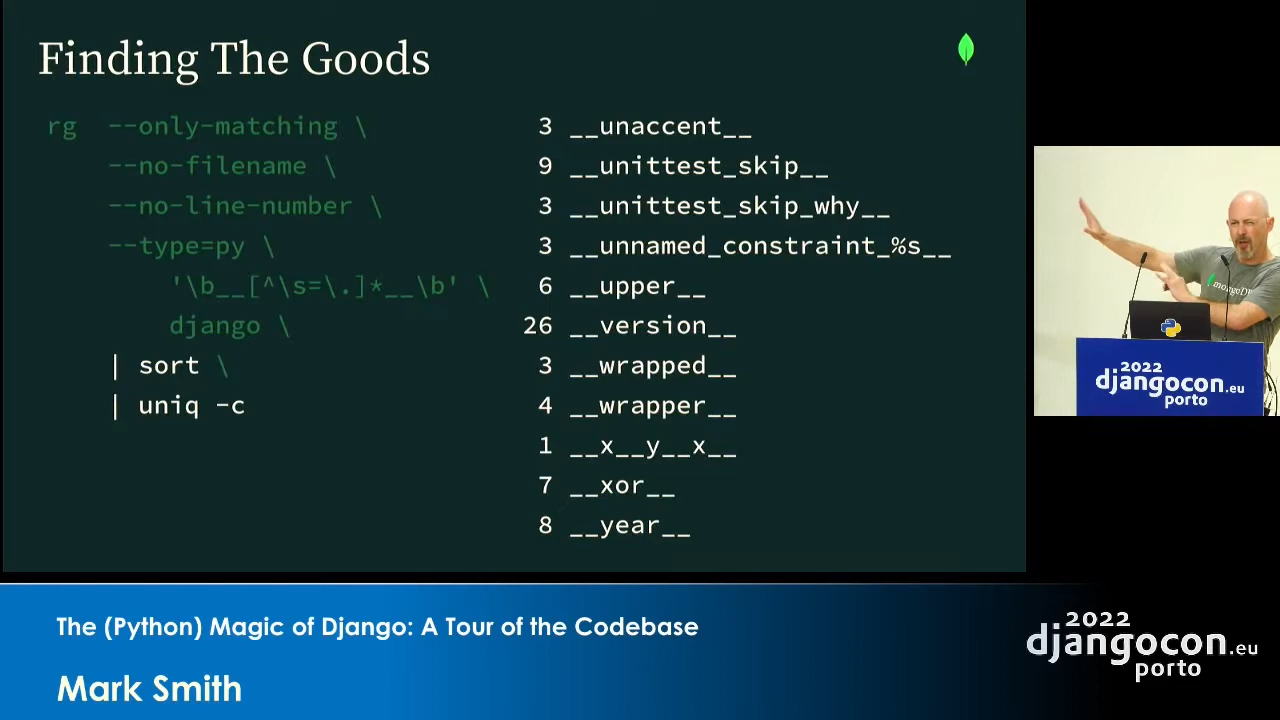 Finding The Goods
rg --only-matching \
--no-filename \
--no-line-number \
--type=py \
'\b__[^\s=\.]*__\b' \
django \
| sort \
| uniq -c
3 __unaccent__
9 __unittest_skip__
3 __unittest_skip_why__
3 __unnamed_constraint_%s__
6 __upper__
26 __version__
3 __wrapped__
4 __wrapper__
1 __x__y__x__
7 __xor__
8 __year__
mongoDB
2022
djangocon.eu
porto
The (Python) Magic of Django: A Tour of the Codebase
Mark Smith
2022
djangocon.eu
porto